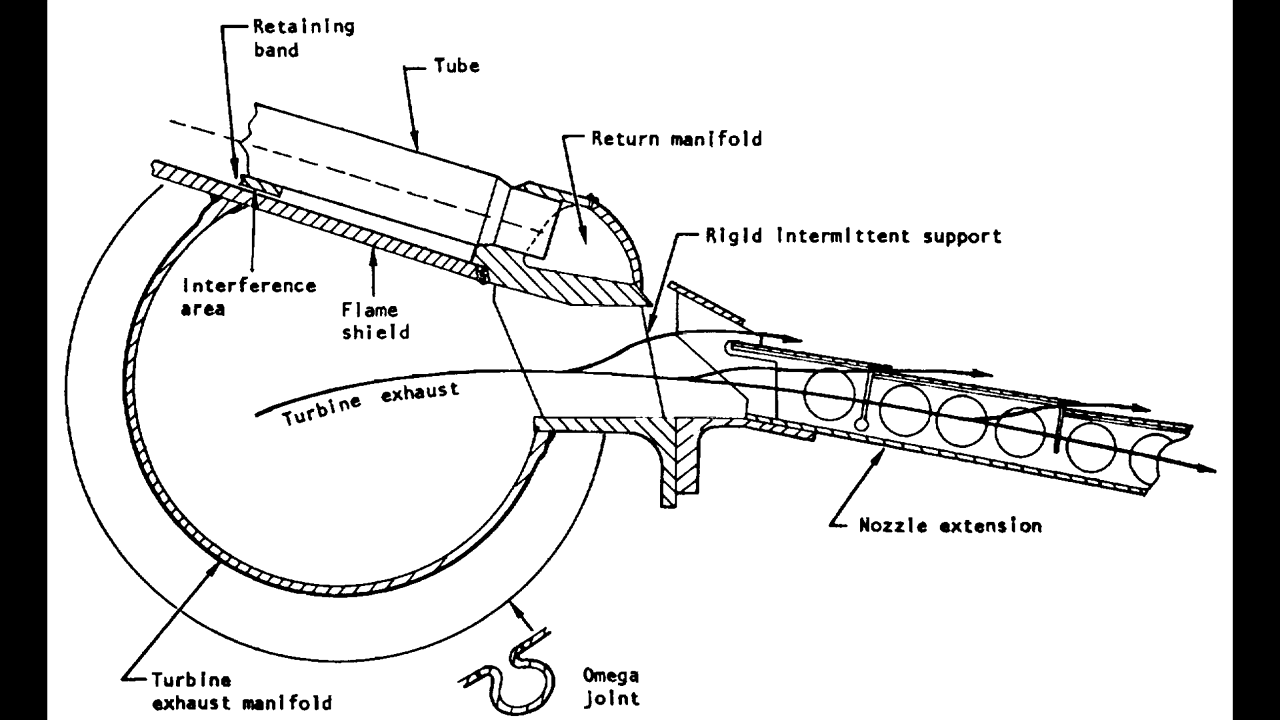 Retaining
band
Tube
Return manifold
Rigid intermittent support
Interference
area
Flame
shield
Turbine exhaust
Nozzle extension
Turbine
exhaust manifold
Omega
joint